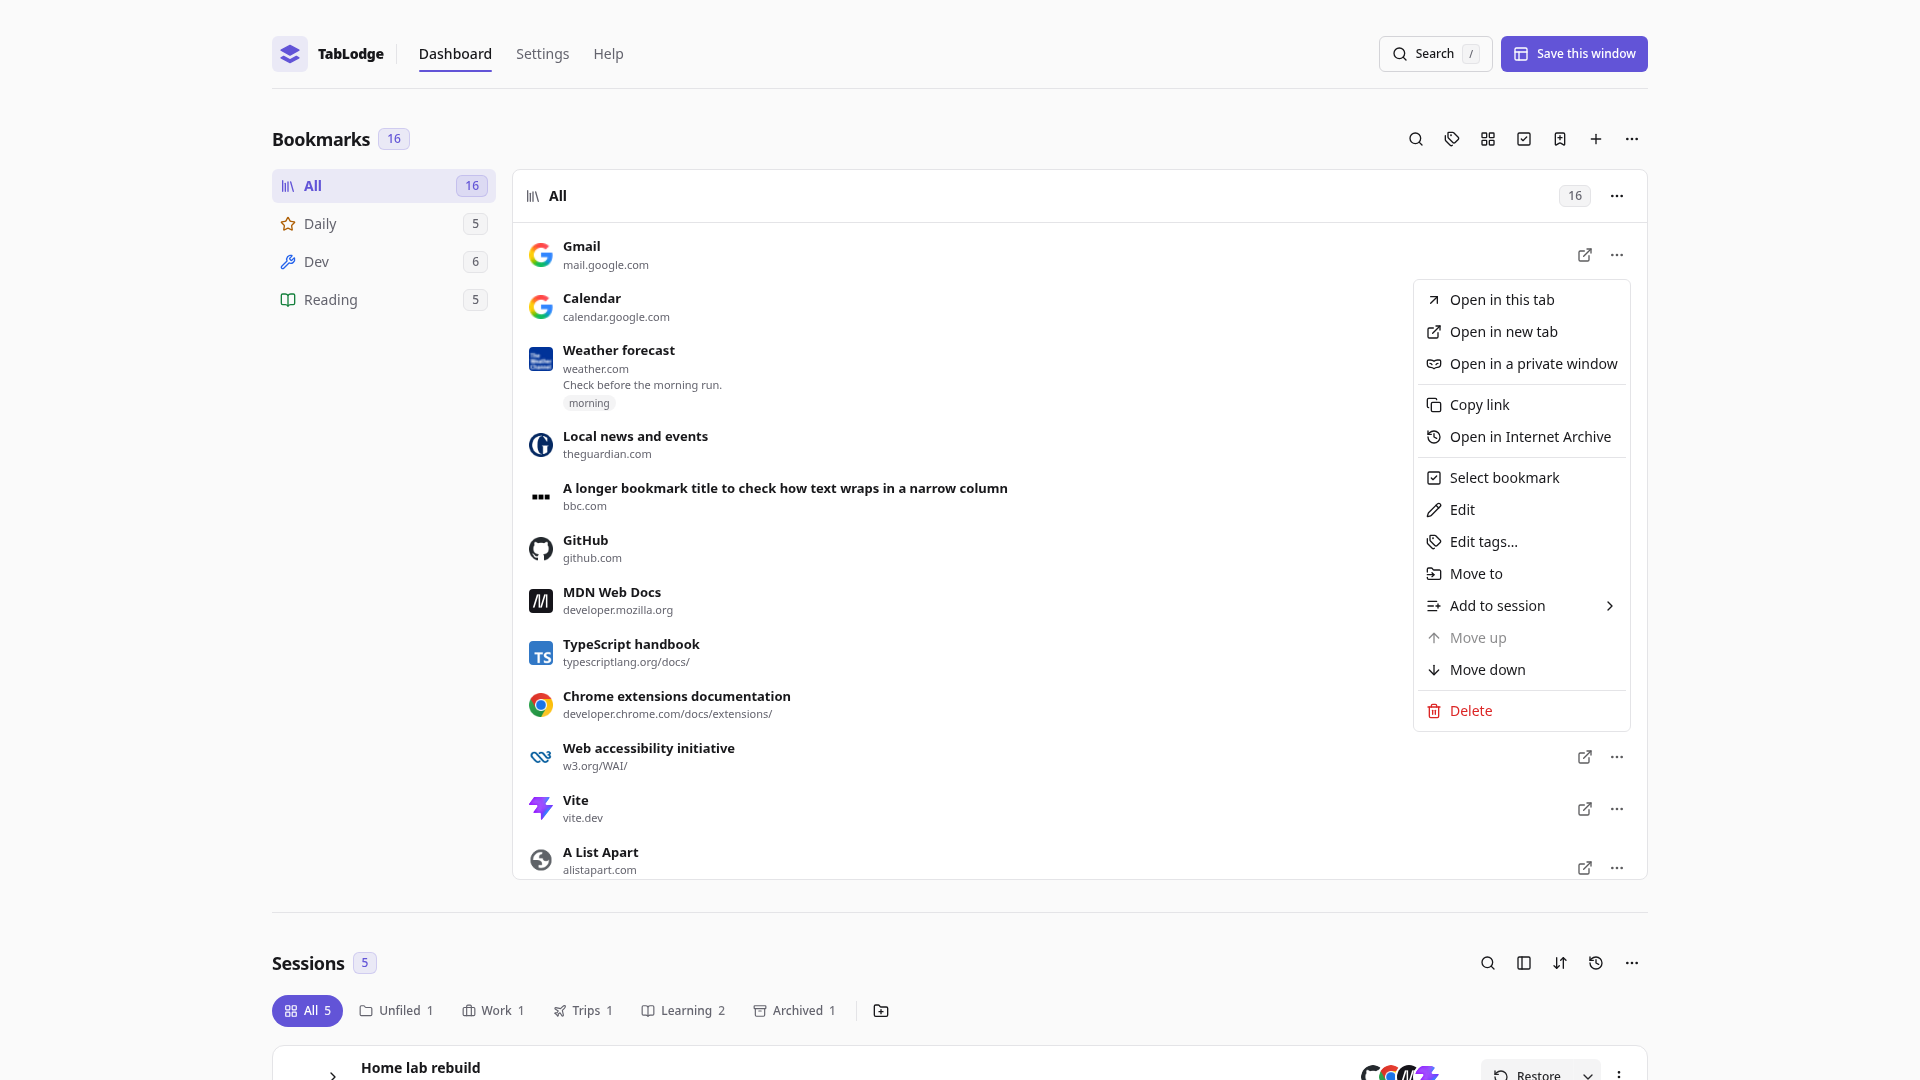 TabLodge
Dashboard
Settings
Help
Search /
Save this window
Bookmarks 16
All 16
Daily 5
Dev 6
Reading 5
All 16
Gmail
mail.google.com
Calendar
calendar.google.com
The Weather Channel
Weather forecast
weather.com
Check before the morning run.
morning
Local news and events
theguardian.com
A longer bookmark title to check how text wraps in a narrow column
bbc.com
GitHub
github.com
MDN Web Docs
developer.mozilla.org
TS
TypeScript handbook
typescriptlang.org/docs/
Chrome extensions documentation
developer.chrome.com/docs/extensions/
Web accessibility initiative
w3.org/WAI/
Vite
vite.dev
A List Apart
alistapart.com
Open in this tab
Open in new tab
Open in a private window
Copy link
Open in Internet Archive
Select bookmark
Edit
Edit tags...
Move to
Add to session
Move up
Move down
Delete
Sessions 5
All 5
Unfiled 1
Work 1
Trips 1
Learning 2
Archived 1
Home lab rebuild
Restore